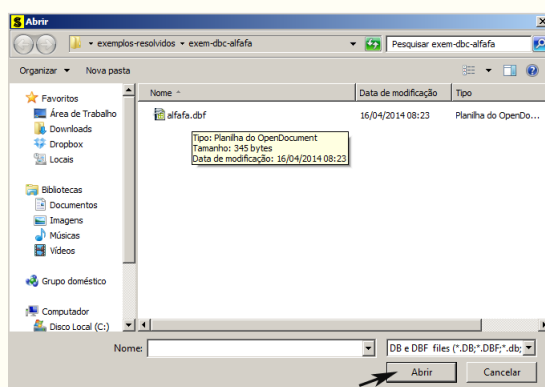 S Abrir
exemplos-resolvidos exem-dbc-alfafa
Pesquisar exem-dbc-alfafa
Organizar Nova pasta
Nome Data de modificação Tipo
Favoritos
Área de Trabalho
Downloads
Dropbox
Locais
Bibliotecas
Documentos
Imagens
Músicas
Vídeos
Grupo doméstico
Computador
Disco Local (C:)
alfafa.dbf 16/04/2014 08:23 Planilha do OpenDo...
Tipo: Planilha do OpenDocument
Tamanho: 345 bytes
Data de modificação: 16/04/2014 08:23
Nome: DB e DBF files (*.DB;*.DBF;*.db;
Abrir Cancelar